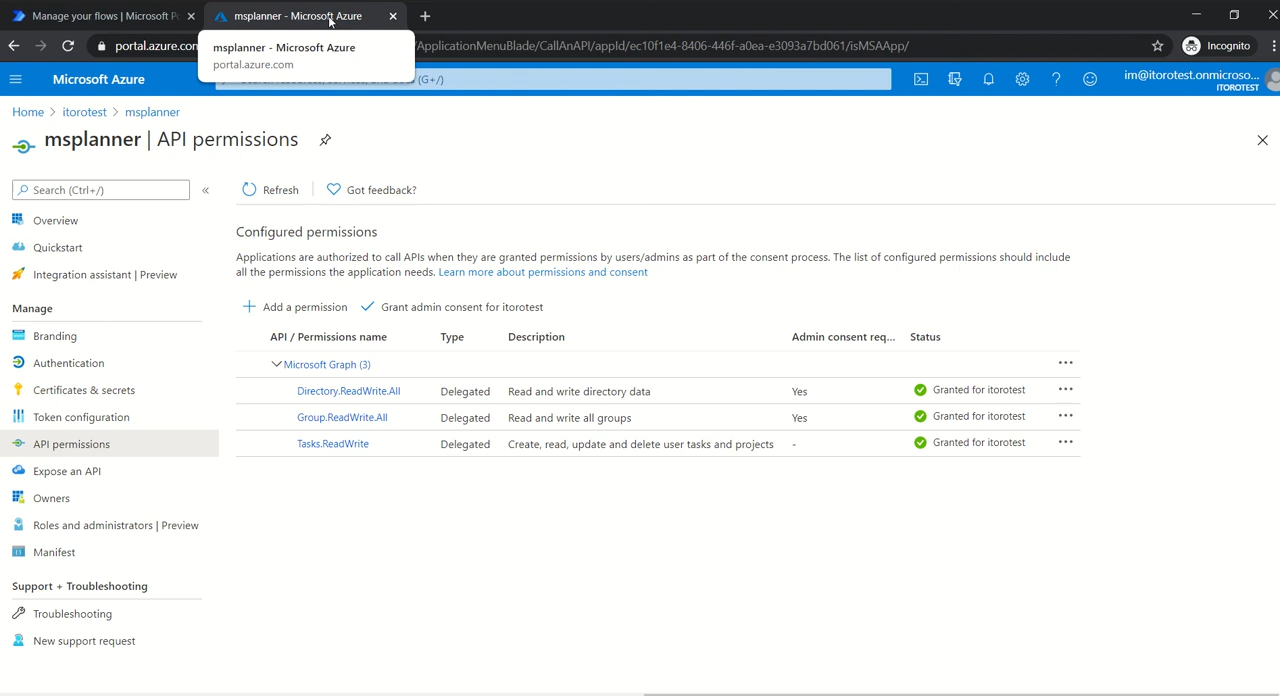 Manage your flows | Microsoft Po
msplanner - Microsoft Azure
msplanner - Microsoft Azure
portal.azure.com
portal.azure.con
/ApplicationMenuBlade/CallAnAPI/appId/ec10f1e4-8406-446f-a0ea-e3093a7bd061/isMSAApp/
Incognito
Microsoft Azure
(G+/)
im@itorotest.onmicroso...
ITOROTEST
Home > itorotest > msplanner
msplanner | API permissions
Search (Ctrl+/)
«
Refresh
Got feedback?
Overview
Quickstart
Integration assistant | Preview
Manage
Branding
Authentication
Certificates & secrets
Token configuration
API permissions
Expose an API
Owners
Roles and administrators | Preview
Manifest
Support + Troubleshooting
Troubleshooting
New support request
Configured permissions
Applications are authorized to call APIs when they are granted permissions by users/admins as part of the consent process. The list of configured permissions should include
all the permissions the application needs. Learn more about permissions and consent
Add a permission
Grant admin consent for itorotest
API / Permissions name Type Description Admin consent req... Status
Microsoft Graph (3)
Directory.ReadWrite.All Delegated Read and write directory data Yes Granted for itorotest
Group.ReadWrite.All Delegated Read and write all groups Yes Granted for itorotest
Tasks.ReadWrite Delegated Create, read, update and delete user tasks and projects - Granted for itorotest